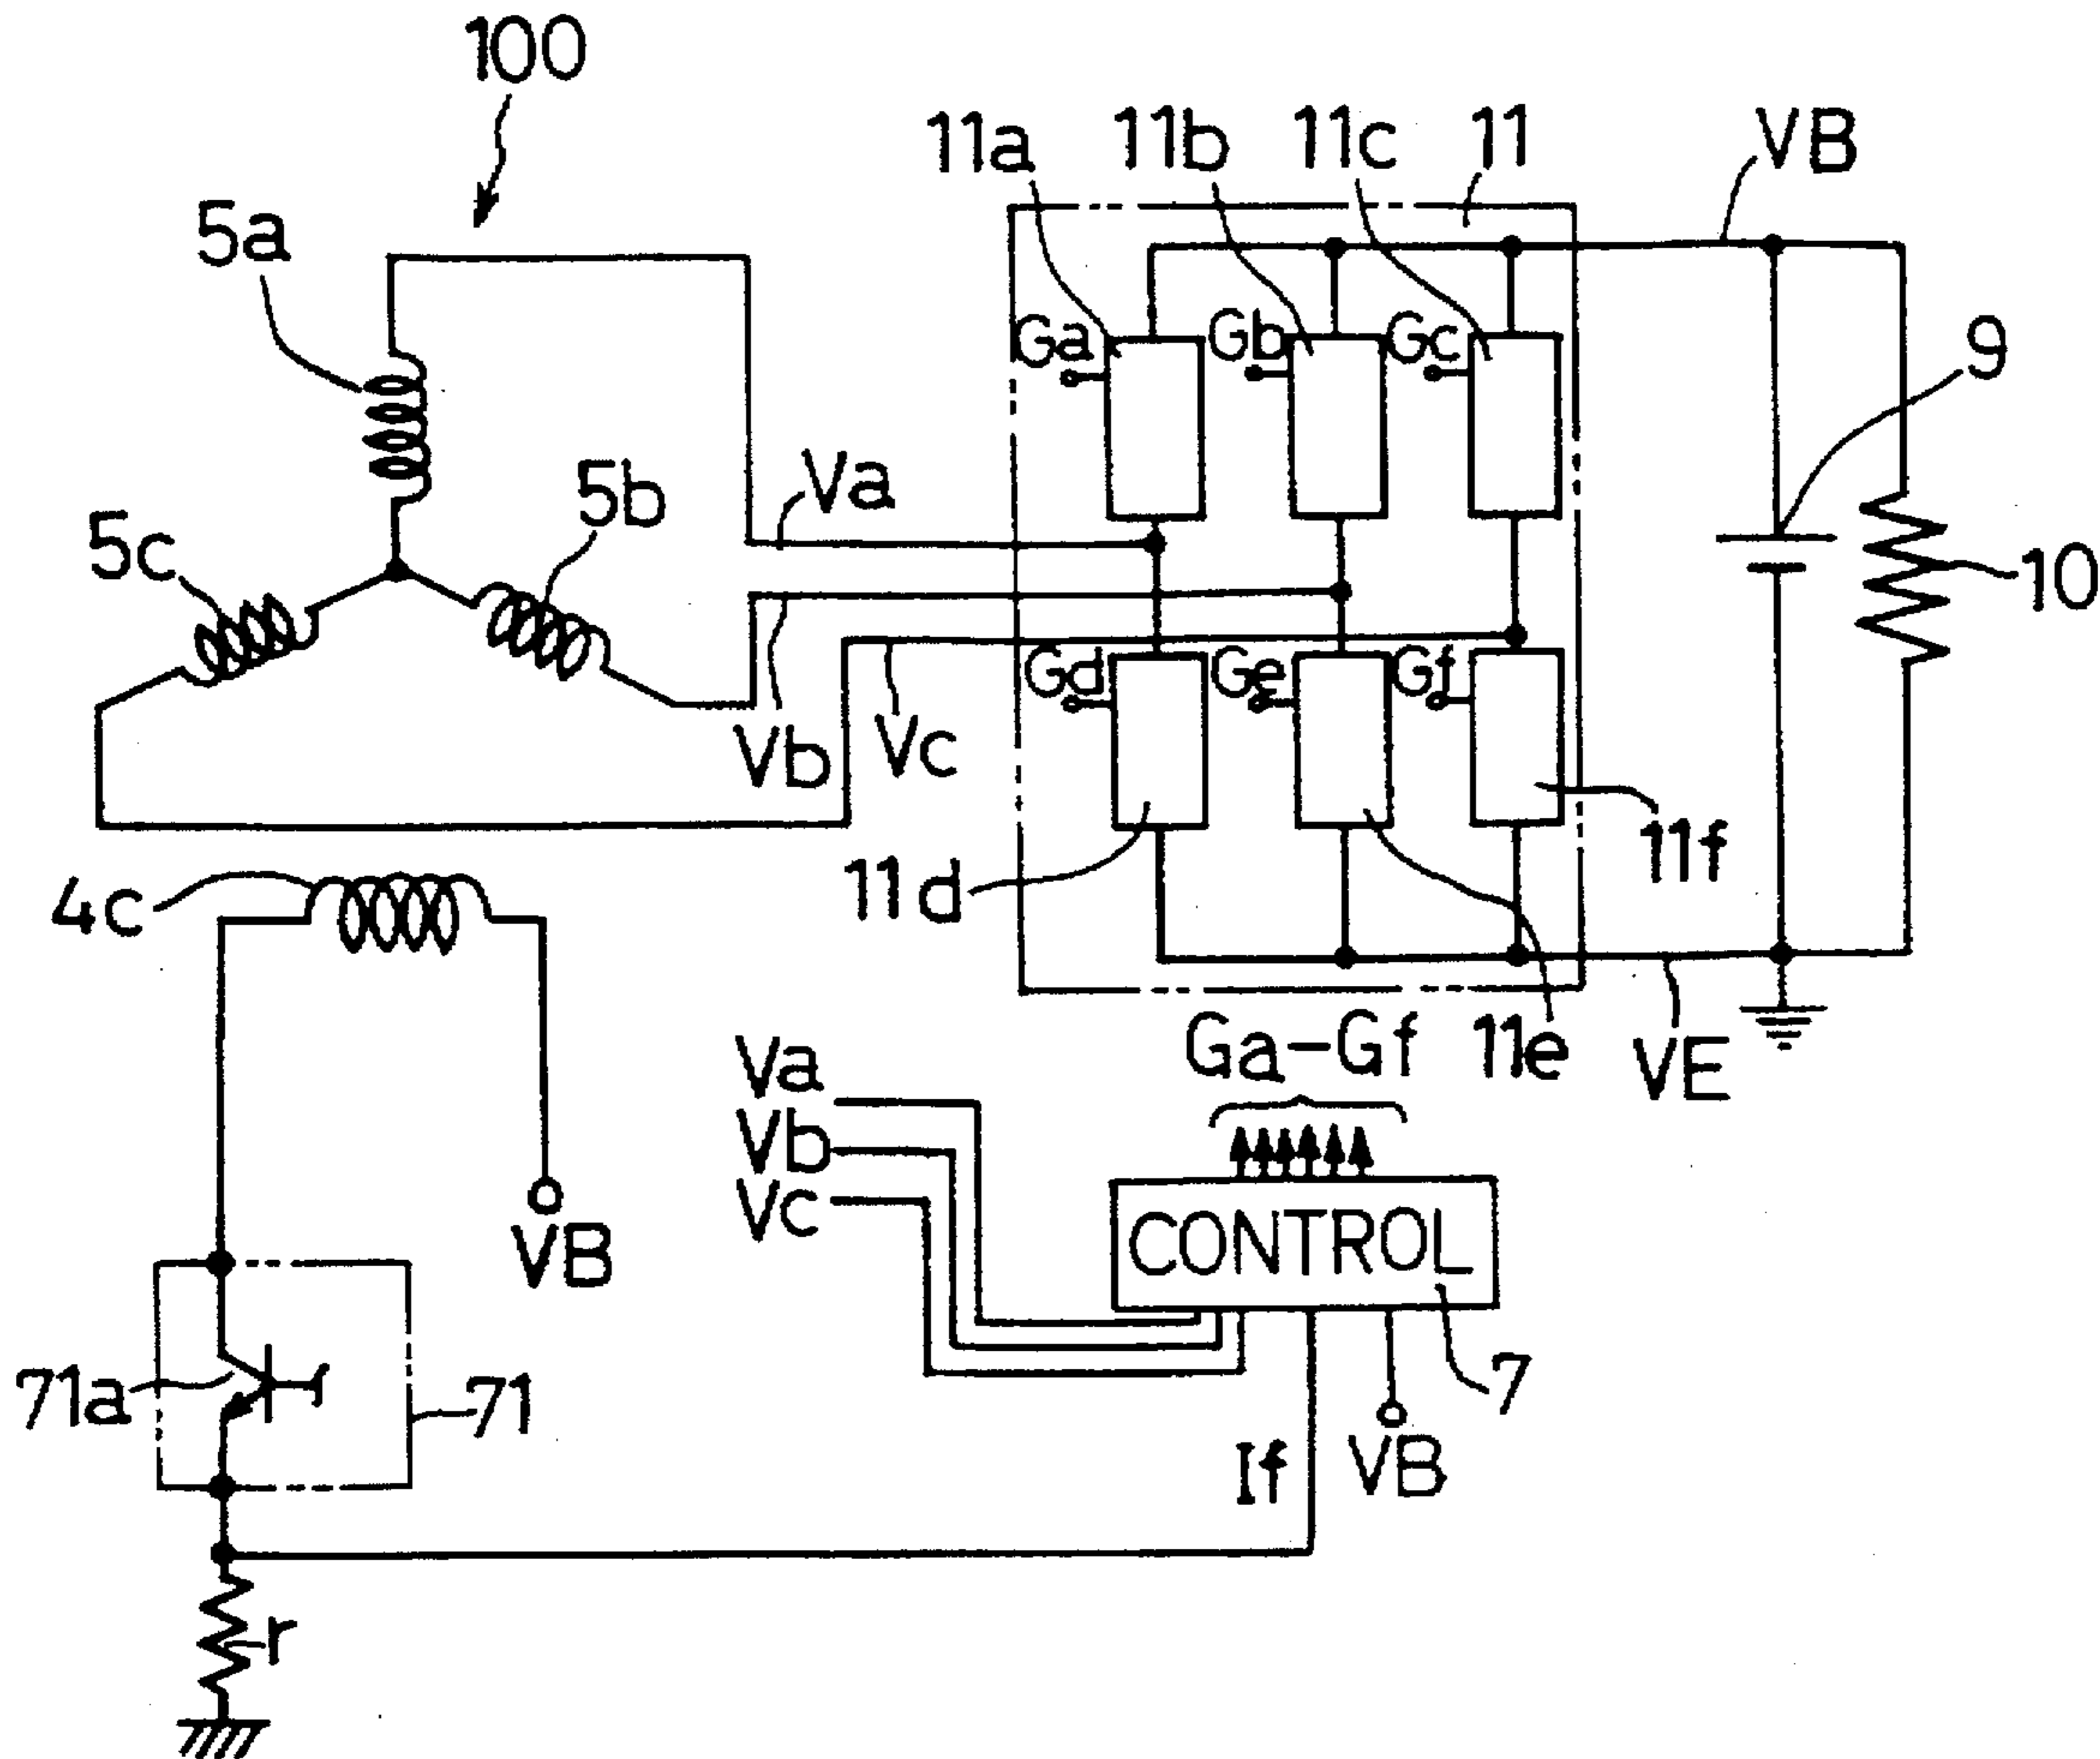 100
11a 11b 11c 11 VB
5a
Ga Gb Gc
9
Va
5b
5c
10
Gd Ge Gf
Vb Vc
11f
11d
4c
Ga-Gf 11e VE
Va
Vb
Vc
VB
CONTROL
71a 71
7
If VB
r